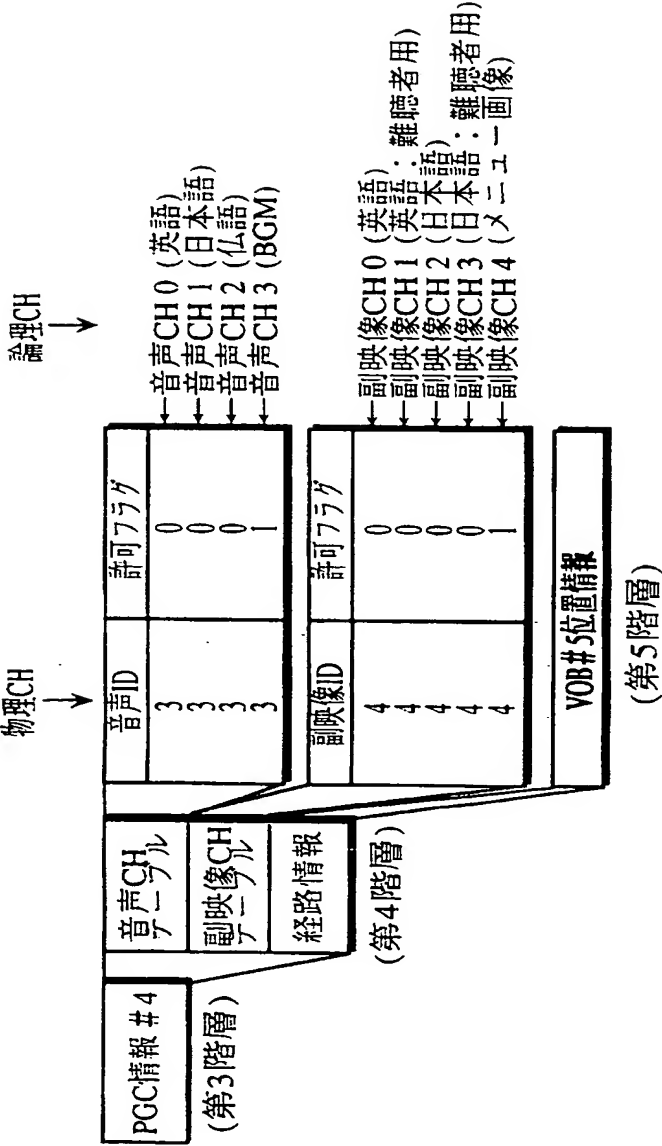 物理CH
論理CH
PGC情報#4
(第3階層)
音声CH
テーブル
副映像CH
テーブル
経路情報
(第4階層)
音声ID 許可フラグ
3 0 音声CH 0 (英語)
3 0 音声CH 1 (日本語)
3 0 音声CH 2 (仏語)
3 1 音声CH 3 (BGM)
副映像ID 許可フラグ
4 0 副映像CH 0 (英語)
4 0 副映像CH 1 (英語:難聴者用)
4 0 副映像CH 2 (日本語)
4 0 副映像CH 3 (日本語:難聴者用)
4 1 副映像CH 4 (メニュー画像)
VOB#5位置情報
(第5階層)